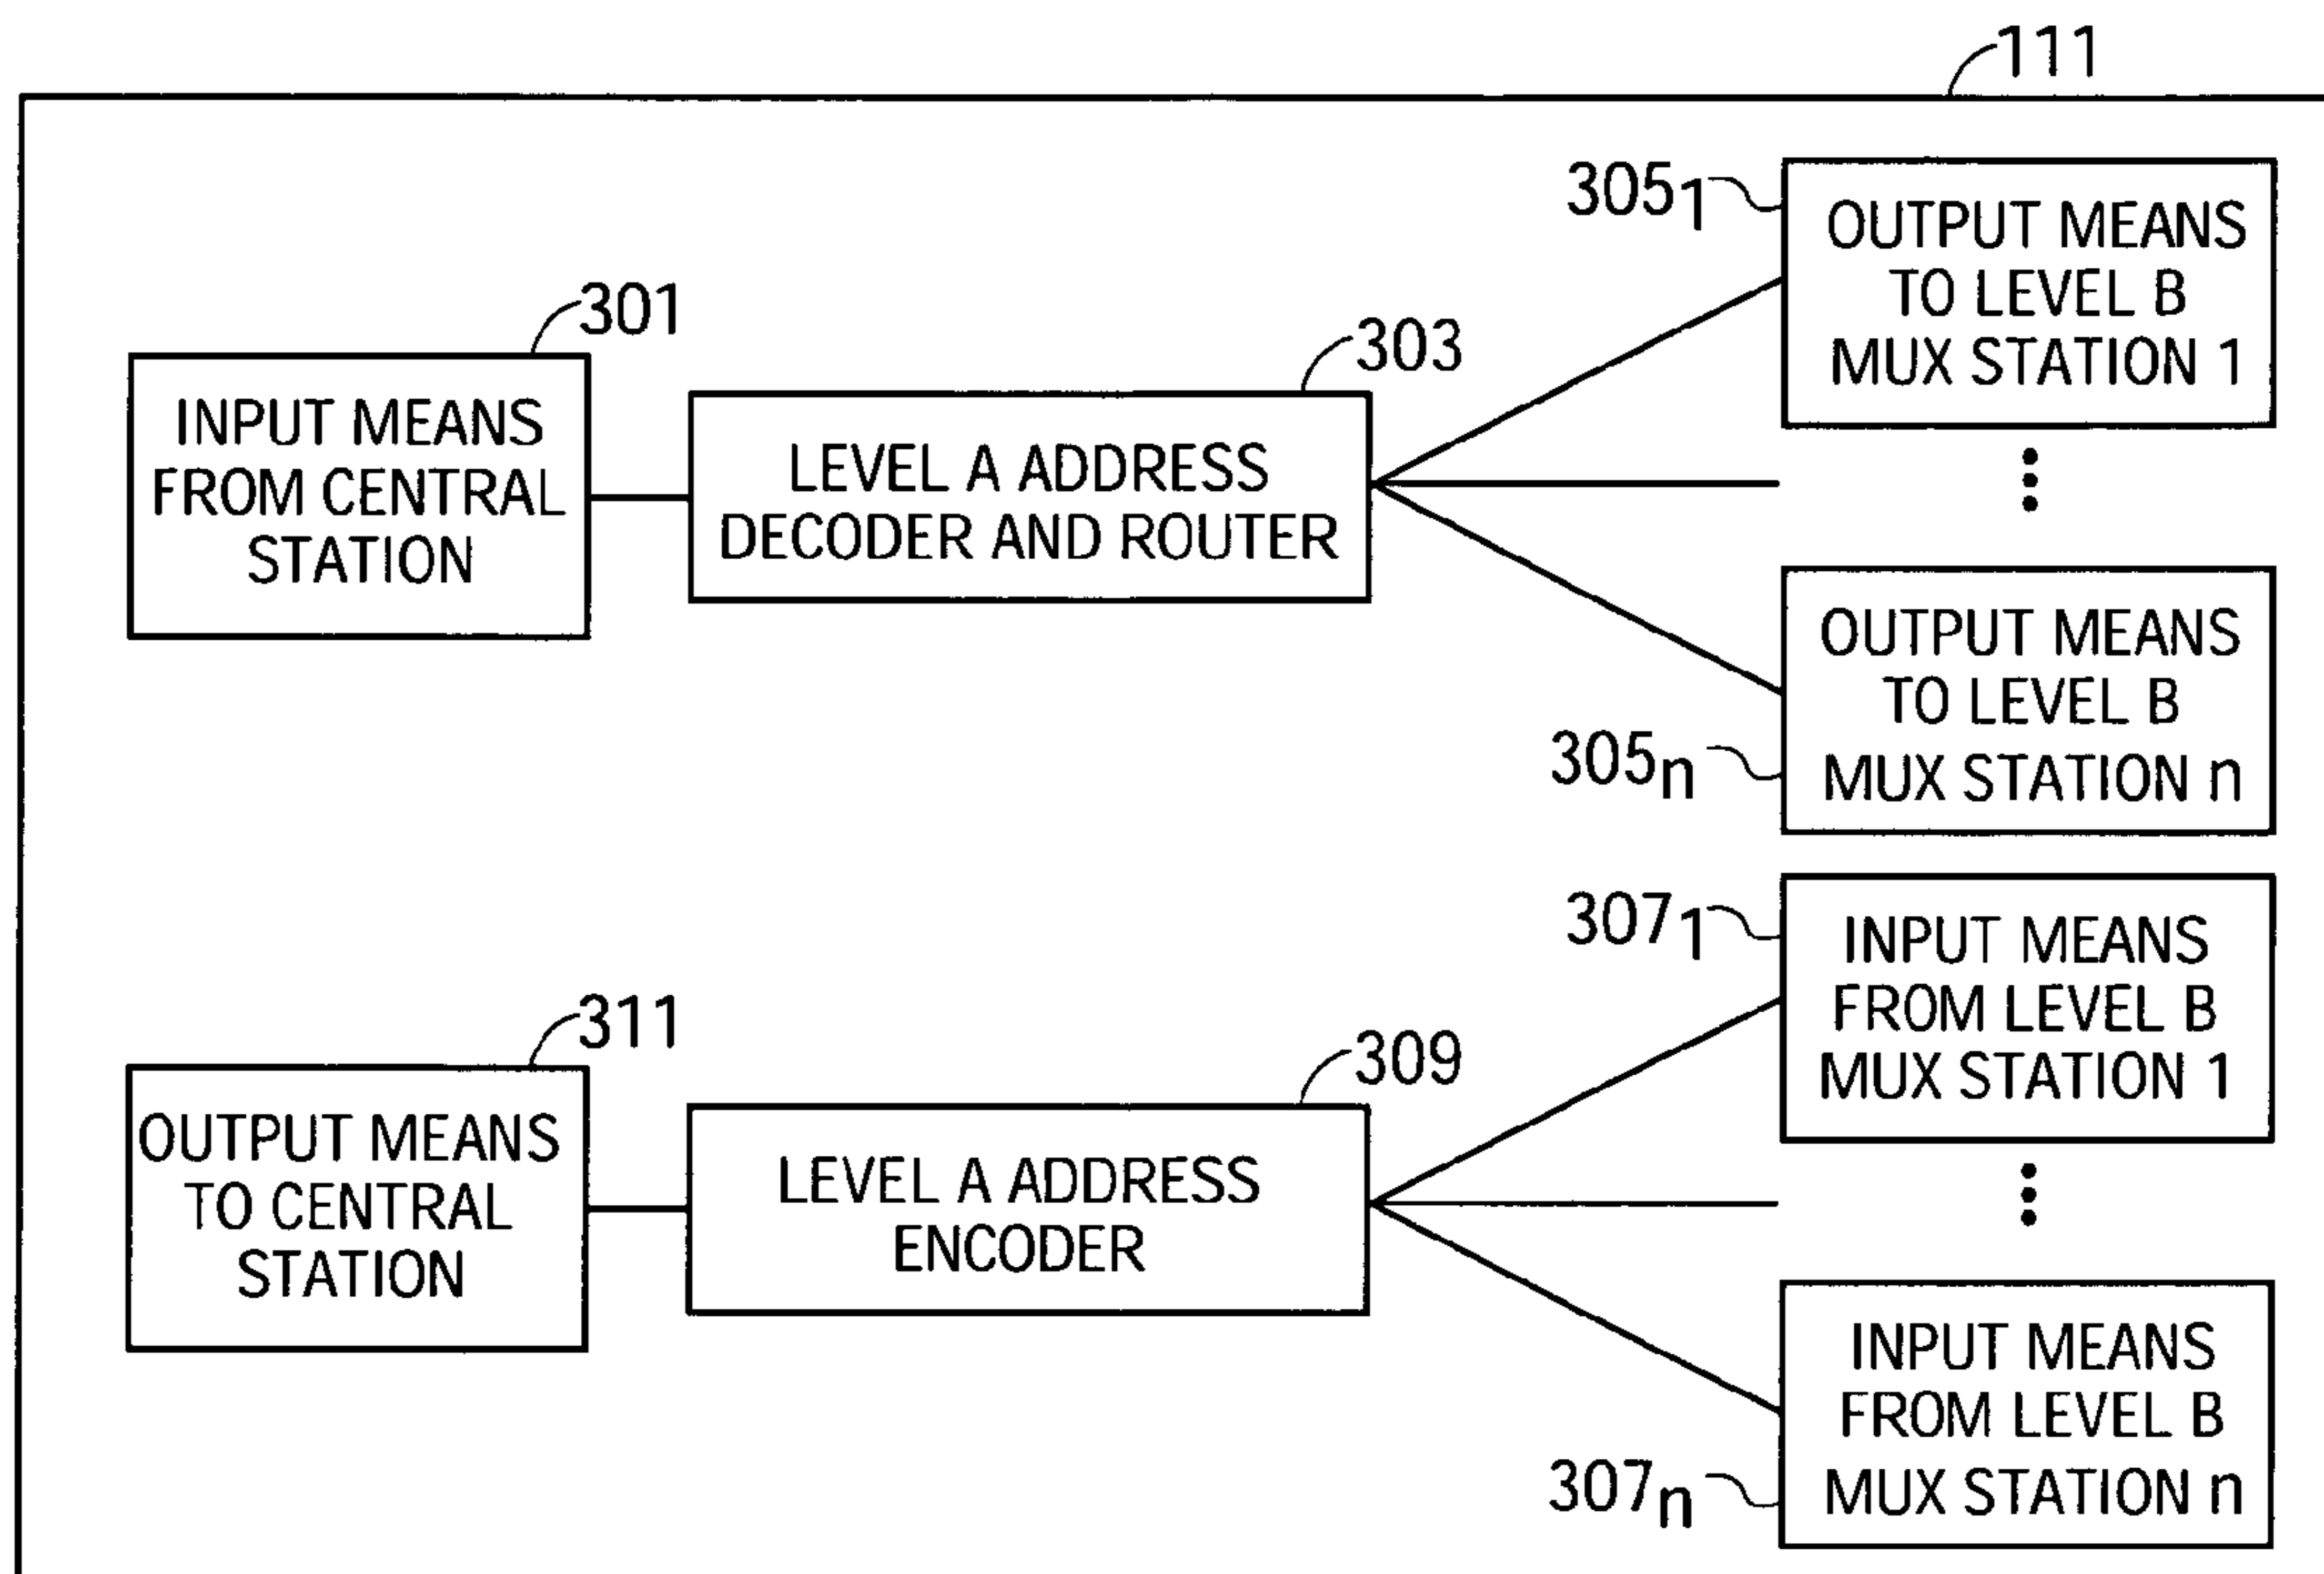 111
301
INPUT MEANS
FROM CENTRAL
STATION
303
LEVEL A ADDRESS
DECODER AND ROUTER
305₁
OUTPUT MEANS
TO LEVEL B
MUX STATION 1
305ₙ
OUTPUT MEANS
TO LEVEL B
MUX STATION n
311
OUTPUT MEANS
TO CENTRAL
STATION
309
LEVEL A ADDRESS
ENCODER
307₁
INPUT MEANS
FROM LEVEL B
MUX STATION 1
307ₙ
INPUT MEANS
FROM LEVEL B
MUX STATION n